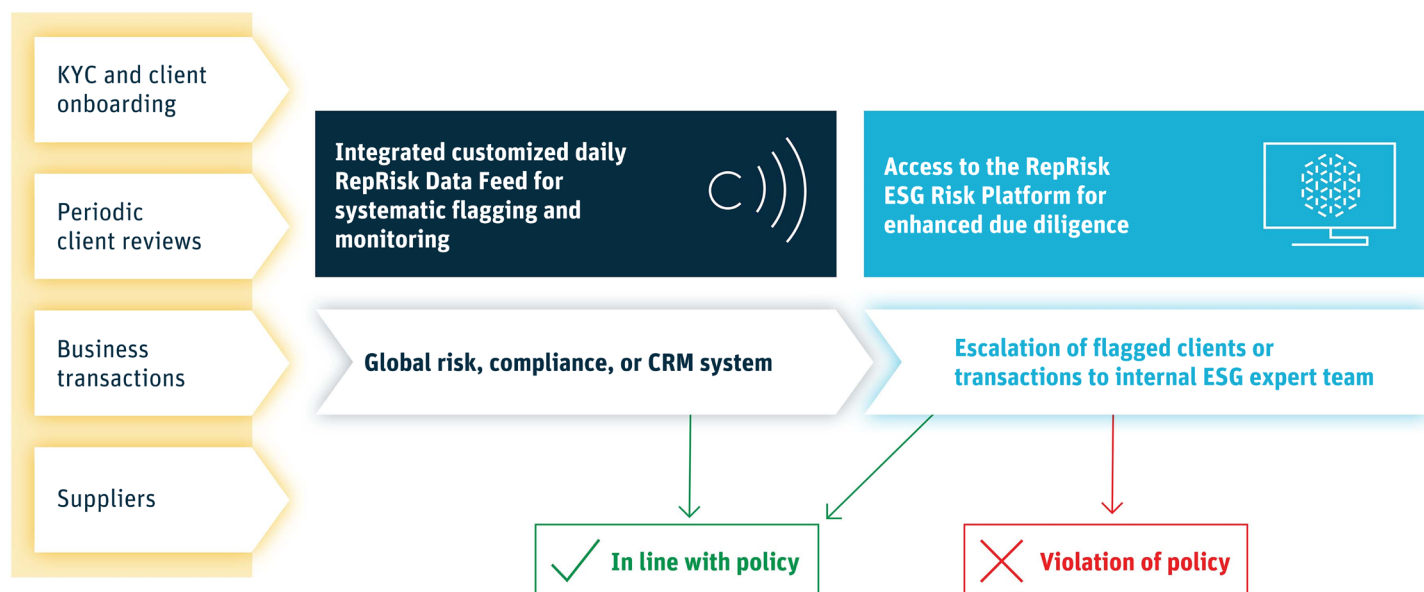 KYC and client
onboarding
Periodic
client reviews
Business
transactions
Suppliers
Integrated customized daily
RepRisk Data Feed for
systematic flagging and
monitoring
Access to the RepRisk
ESG Risk Platform for
enhanced due diligence
Global risk, compliance, or CRM system
Escalation of flagged clients or
transactions to internal ESG expert team
In line with policy
Violation of policy